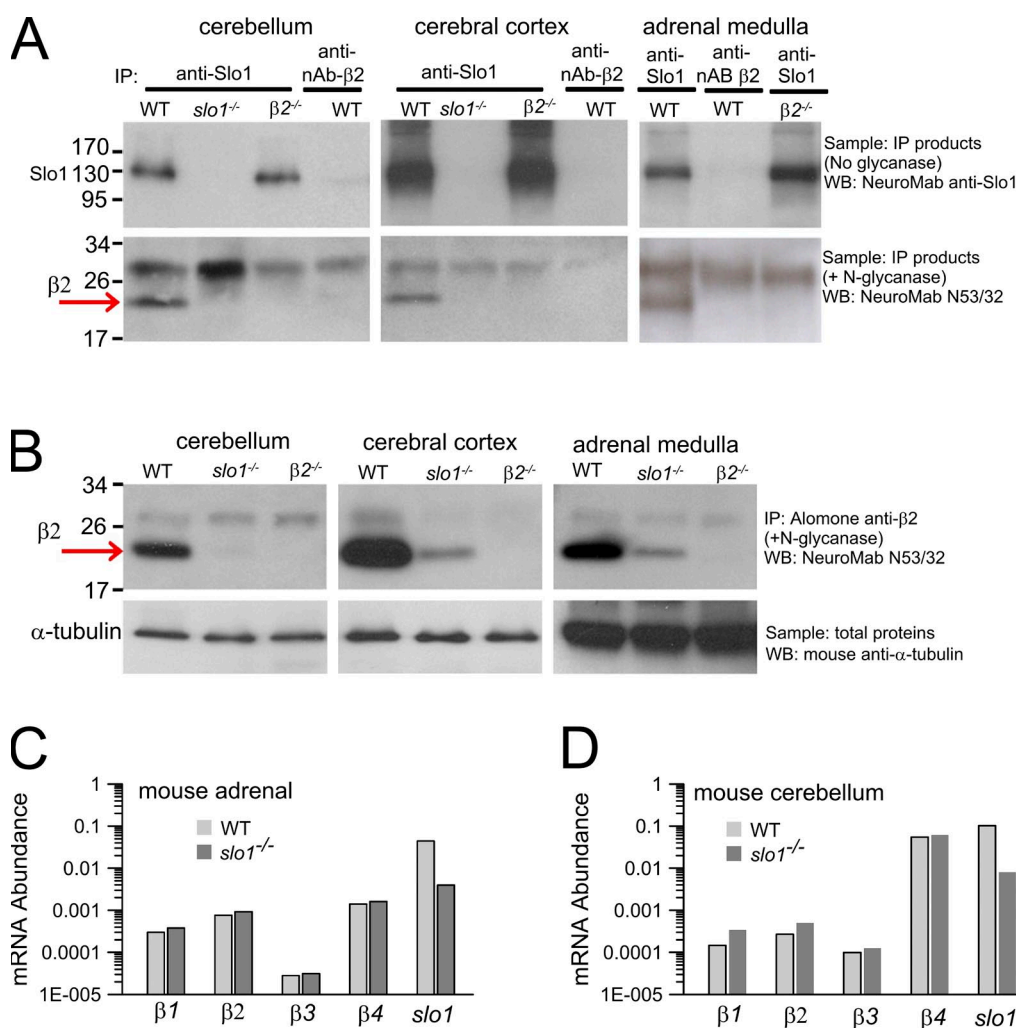 A
cerebellum
cerebral cortex
adrenal medulla
IP:
anti-Slo1
anti-nAb-β2
anti-Slo1
anti-nAb-β2
anti-Slo1
anti-nAB β2
anti-Slo1
WT slo1-/- β2-/- WT
WT slo1-/- β2-/- WT
WT WT β2-/-
170
Slo1 130
95
Sample: IP products
(No glycanase)
WB: NeuroMab anti-Slo1
34
26
β2
17
Sample: IP products
(+ N-glycanase)
WB: NeuroMab N53/32
B
cerebellum
cerebral cortex
adrenal medulla
WT slo1-/- β2-/-
WT slo1-/- β2-/-
WT slo1-/- β2-/-
34
26
β2
17
IP: Alomone anti-β2
(+N-glycanase)
WB: NeuroMab N53/32
α-tubulin
Sample: total proteins
WB: mouse anti-α-tubulin
C
mouse adrenal
WT
slo1-/-
mRNA Abundance
1
0.1
0.01
0.001
0.0001
1E-005
β1 β2 β3 β4 slo1
D
mouse cerebellum
WT
slo1-/-
mRNA Abundance
1
0.1
0.01
0.001
0.0001
1E-005
β1 β2 β3 β4 slo1